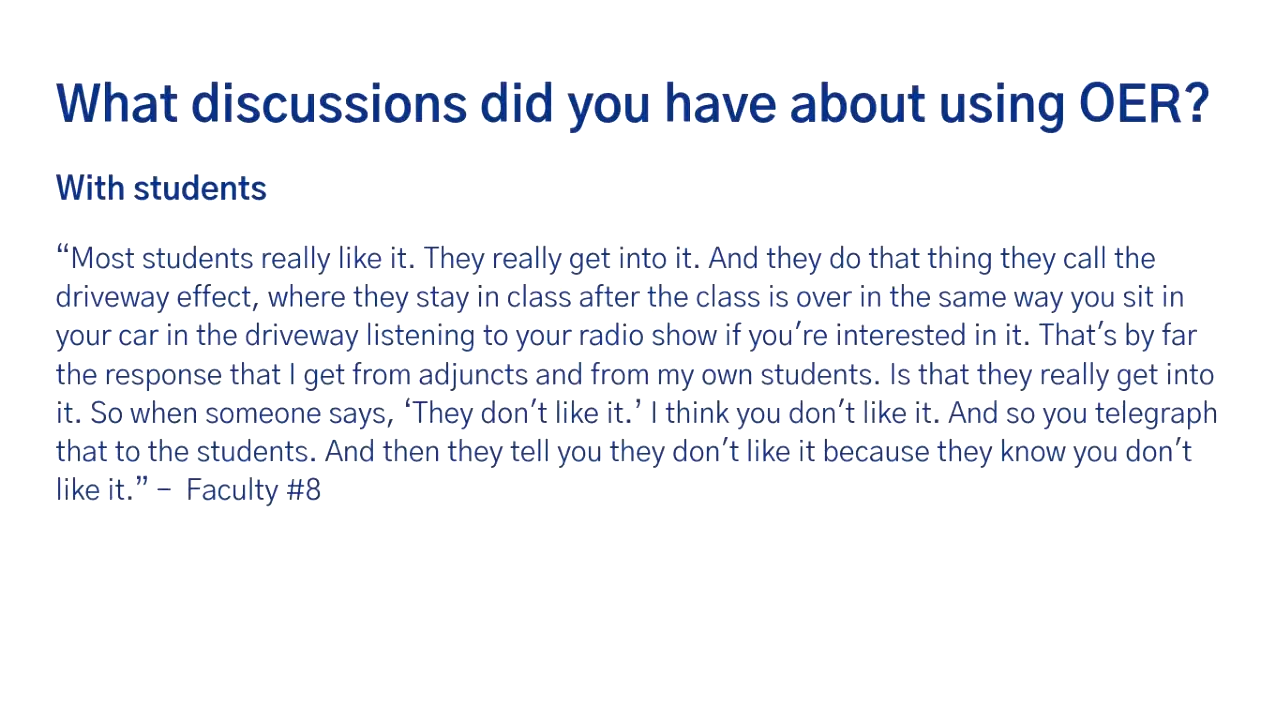 What discussions did you have about using OER?
With students
“Most students really like it. They really get into it. And they do that thing they call the
driveway effect, where they stay in class after the class is over in the same way you sit in
your car in the driveway listening to your radio show if you’re interested in it. That’s by far
the response that I get from adjuncts and from my own students. Is that they really get into
it. So when someone says, ‘They don’t like it.’ I think you don’t like it. And so you telegraph
that to the students. And then they tell you they don’t like it because they know you don’t
like it.” – Faculty #8